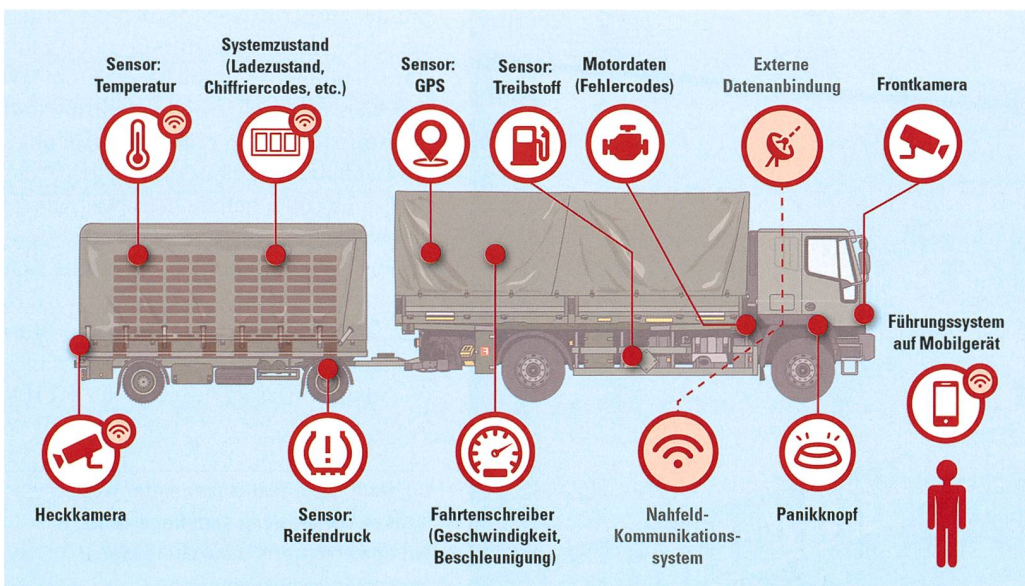 Sensor:
Temperatur
Systemzustand
(Ladezustand,
Chiffriercodes, etc.)
Sensor:
GPS
Sensor:
Treibstoff
Motordaten
(Fehlercodes)
Externe
Datenanbindung
Frontkamera
Führungssystem
auf Mobilgerät
Heckkamera
Sensor:
Reifendruck
Fahrtenschreiber
(Geschwindigkeit,
Beschleunigung)
Nahfeld-
Kommunikations-
system
Panikknopf